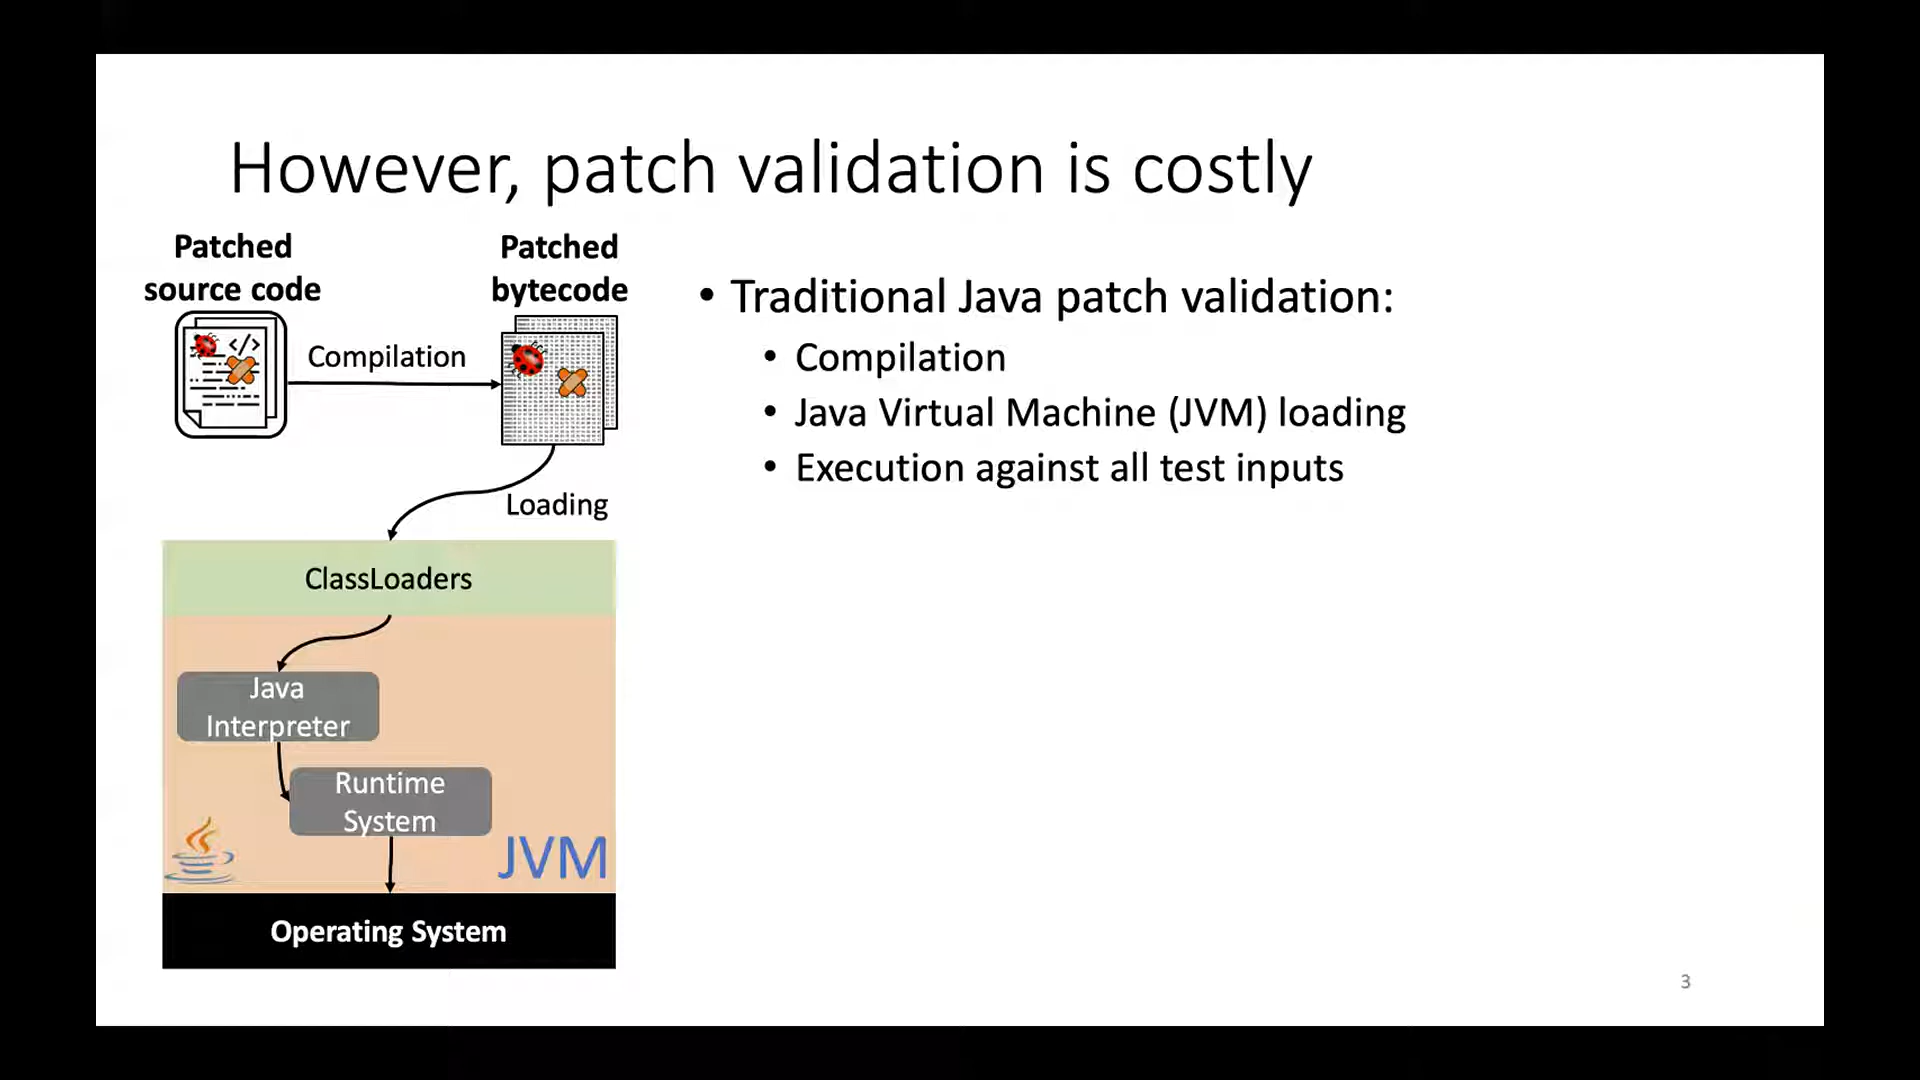 However, patch validation is costly
Patched
source code
Patched
bytecode
Compilation
Loading
ClassLoaders
Java
Interpreter
Runtime
System
JVM
Operating System
• Traditional Java patch validation:
• Compilation
• Java Virtual Machine (JVM) loading
• Execution against all test inputs
3